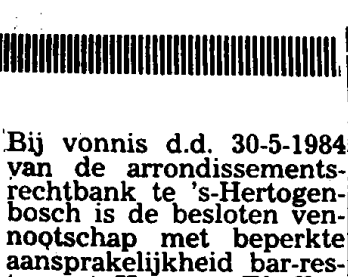 Bij vonnis d.d. 30-5-1984
van de arrondissements-
rechtbank te 's-Hertogen-
bosch is de besloten ven-
nootschap met beperkte
aansprakelijkheid bar-res-